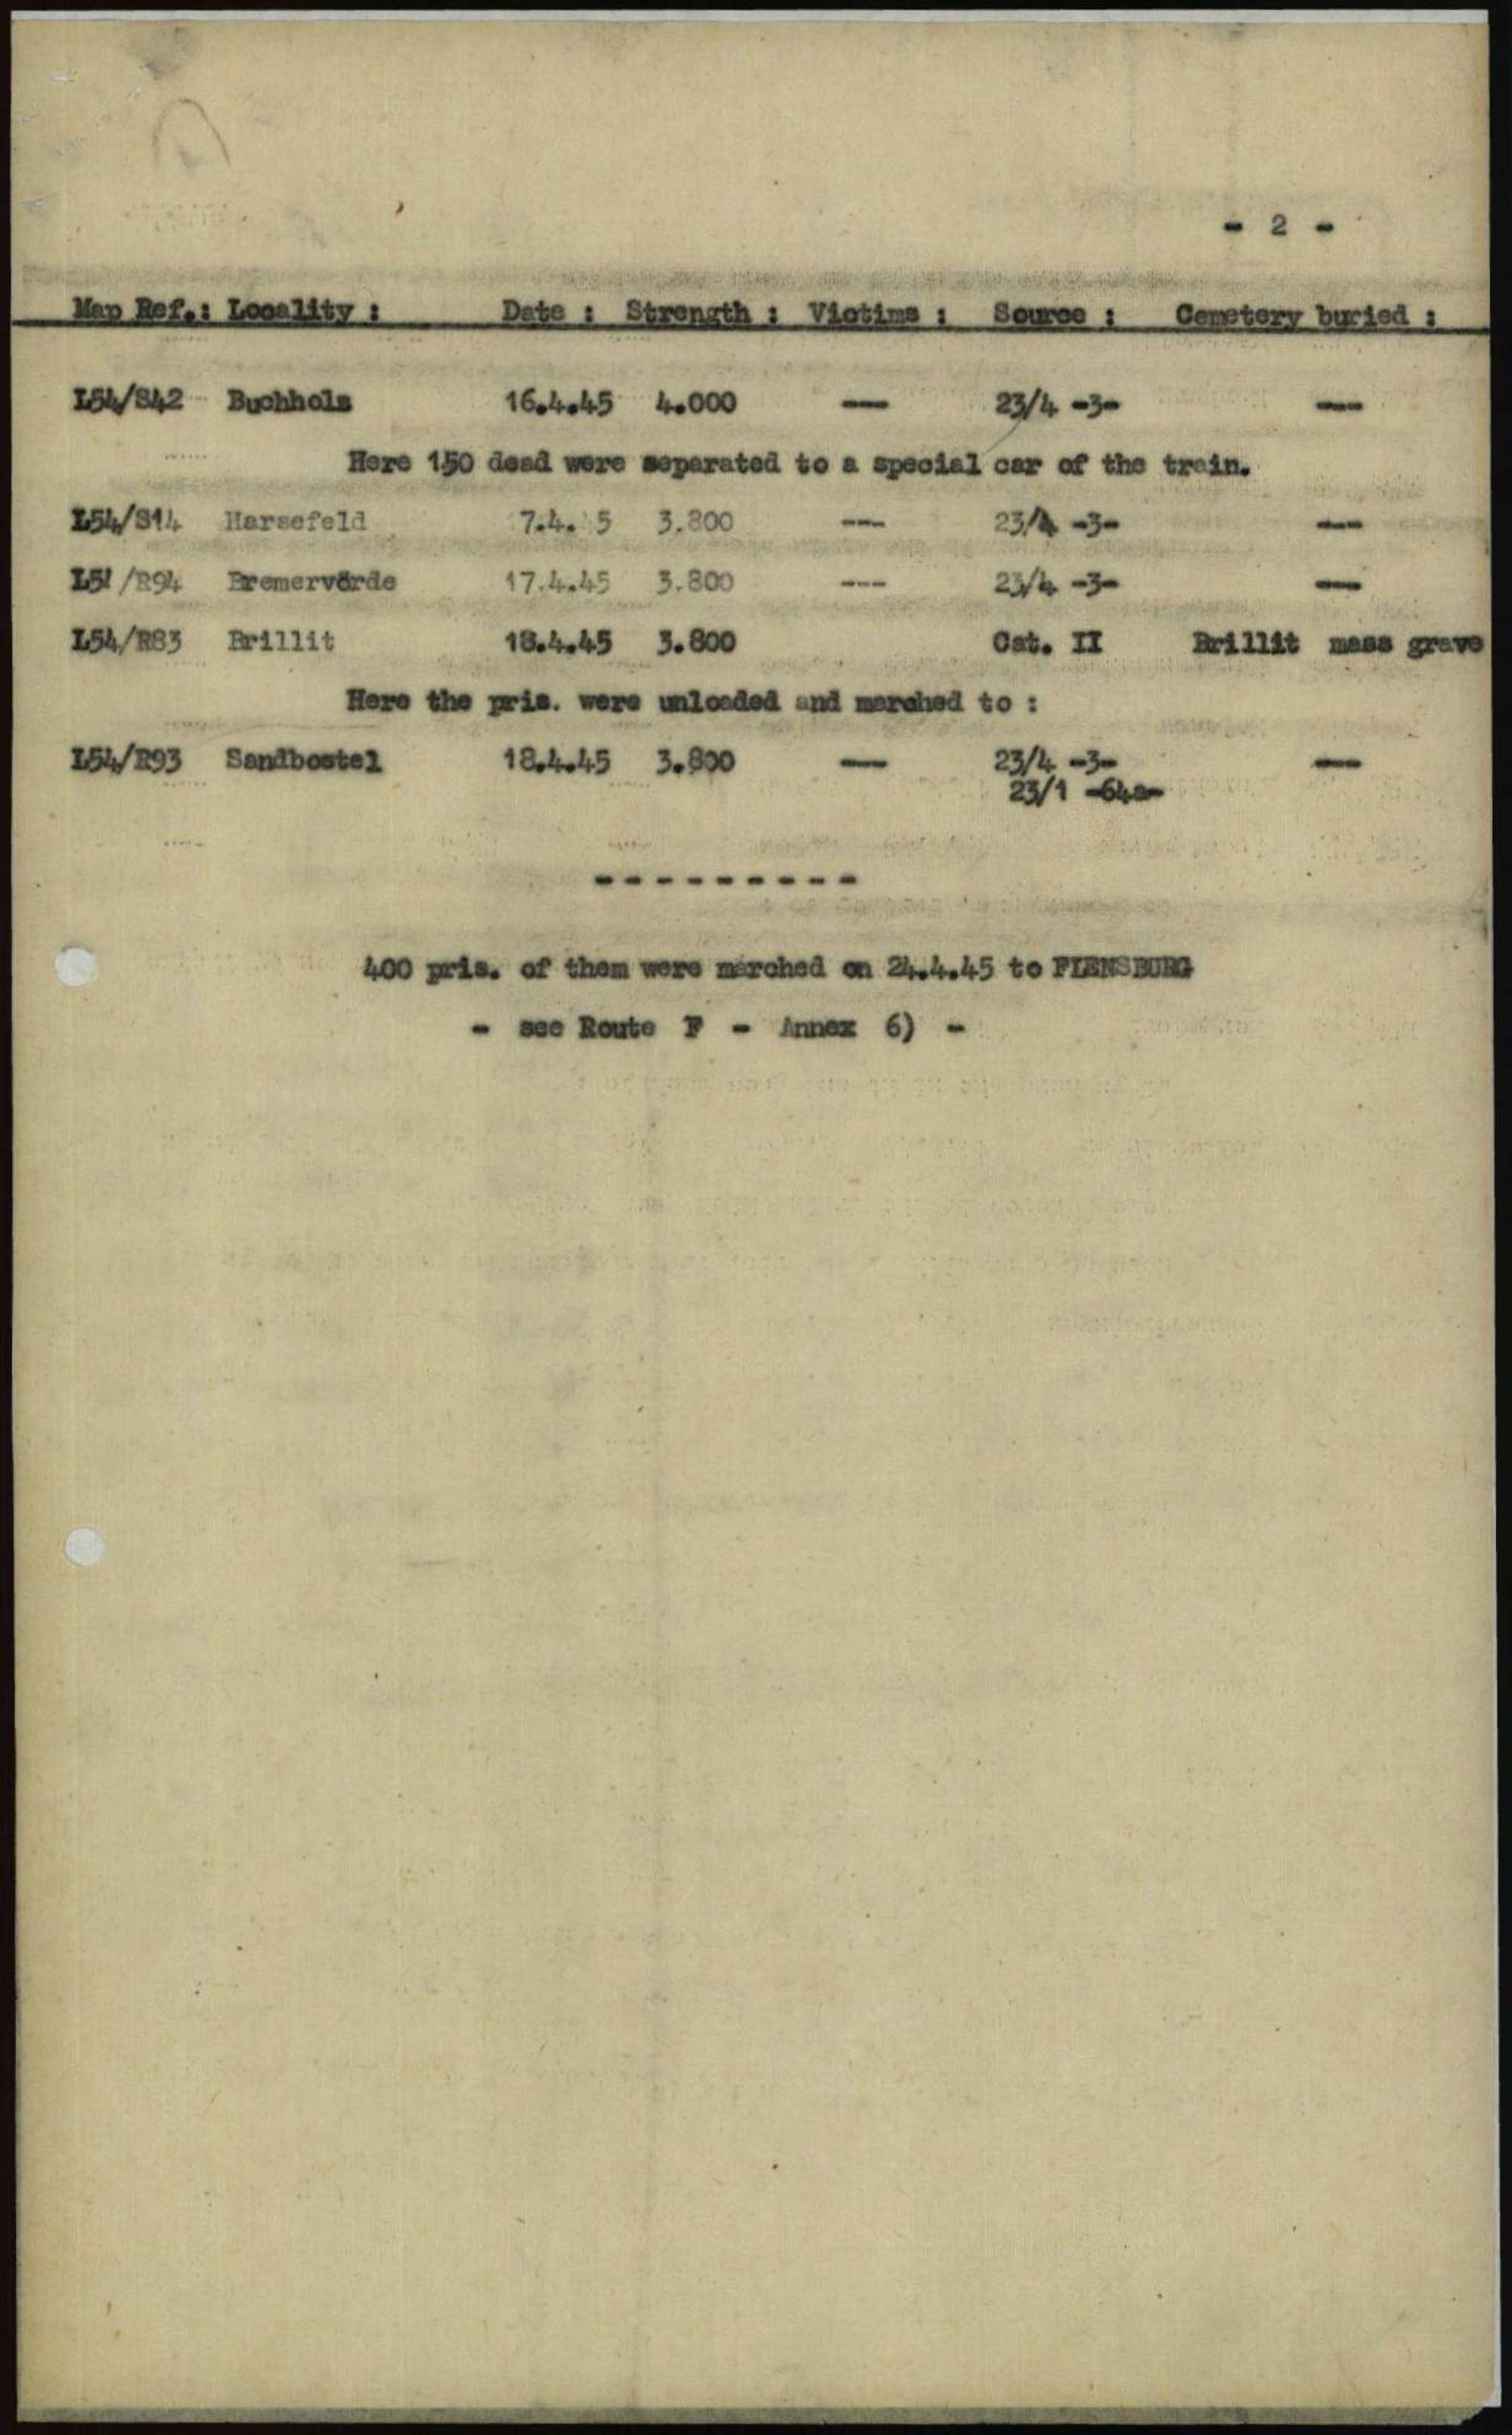 - 2 -
Map Ref.: Locality : Date : Strength : Victims : Source : Cemetery buried :
L54/S42 Buchholz 16.4.45 4.000 --- 23/4 -3- ---
Here 150 dead were separated to a special car of the train.
L54/S14 Harsefeld 7.4. 5 3.800 --- 23/4 -3- ---
L54/R94 Bremervörde 17.4.45 3.800 --- 23/4 -3- ---
L54/R83 Brillit 18.4.45 3.800 Cat. II Brillit mass grave
Here the pris. were unloaded and marched to :
L54/R93 Sandbostel 18.4.45 3.800 --- 23/4 -3- ---
23/1 -64a-
- - - - - - - - -
400 pris. of them were marched on 24.4.45 to FLENSBURG
- see Route F - Annex 6) -